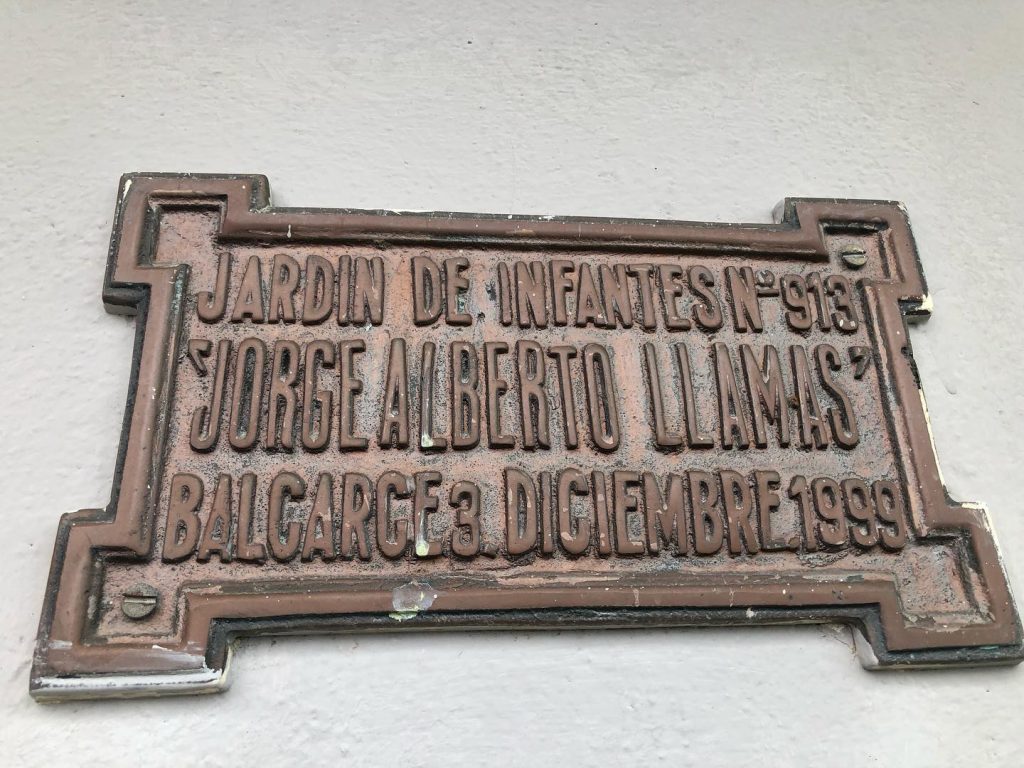 JARDIN DE INFANTES Nº 913
"JORGE ALBERTO LLAMAS"
BALCARCE 3 DICIEMBRE 1999